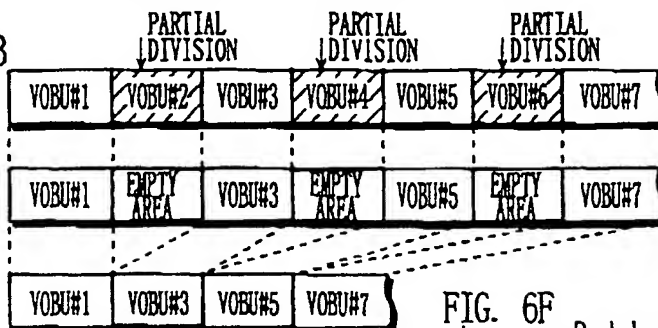 PARTIAL DIVISION PARTIAL DIVISION PARTIAL DIVISION
B
VOBU#1 VOBU#2 VOBU#3 VOBU#4 VOBU#5 VOBU#6 VOBU#7
VOBU#1 EMPTY AREA VOBU#3 EMPTY AREA VOBU#5 EMPTY AREA VOBU#7
VOBU#1 VOBU#3 VOBU#5 VOBU#7
FIG. 6F